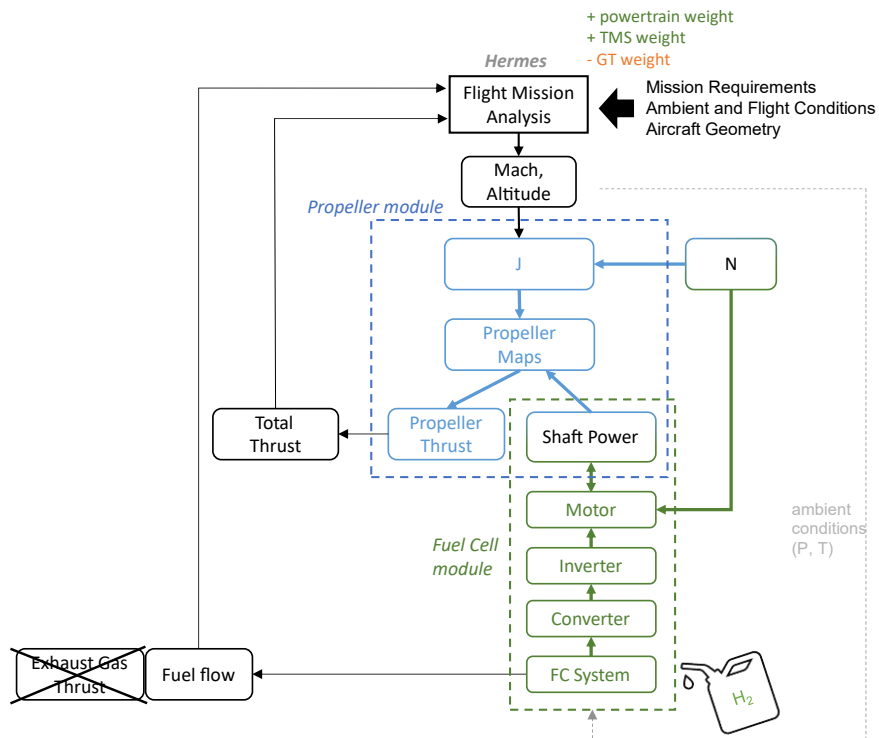 + powertrain weight
+ TMS weight
- GT weight
Hermes
Flight Mission
Analysis
Mission Requirements
Ambient and Flight Conditions
Aircraft Geometry
Mach,
Altitude
Propeller module
J
N
Propeller
Maps
Total
Thrust
Propeller
Thrust
Shaft Power
Motor
ambient
conditions
(P, T)
Fuel Cell
module
Inverter
Converter
Exhaust Gas
Thrust
Fuel flow
FC System
H2